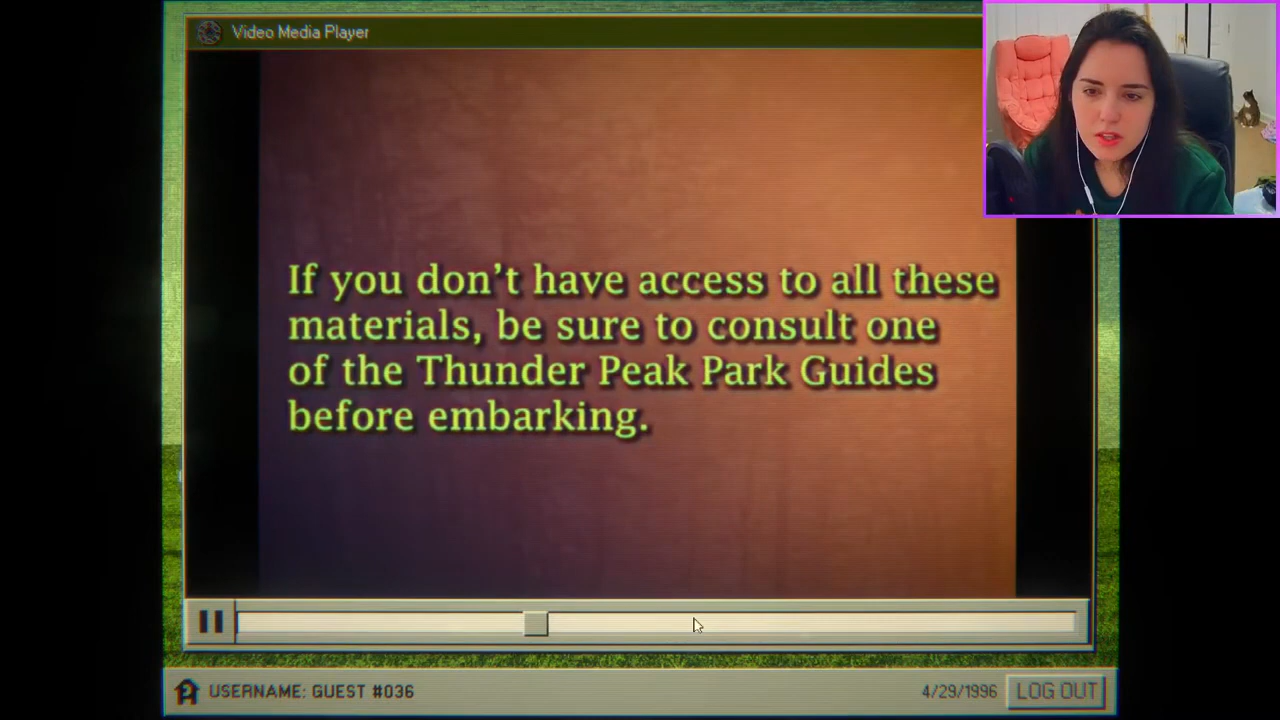 Video Media Player
If you don't have access to all these
materials, be sure to consult one
of the Thunder Peak Park Guides
before embarking.
USERNAME: GUEST #036
4/29/1996
LOG OUT